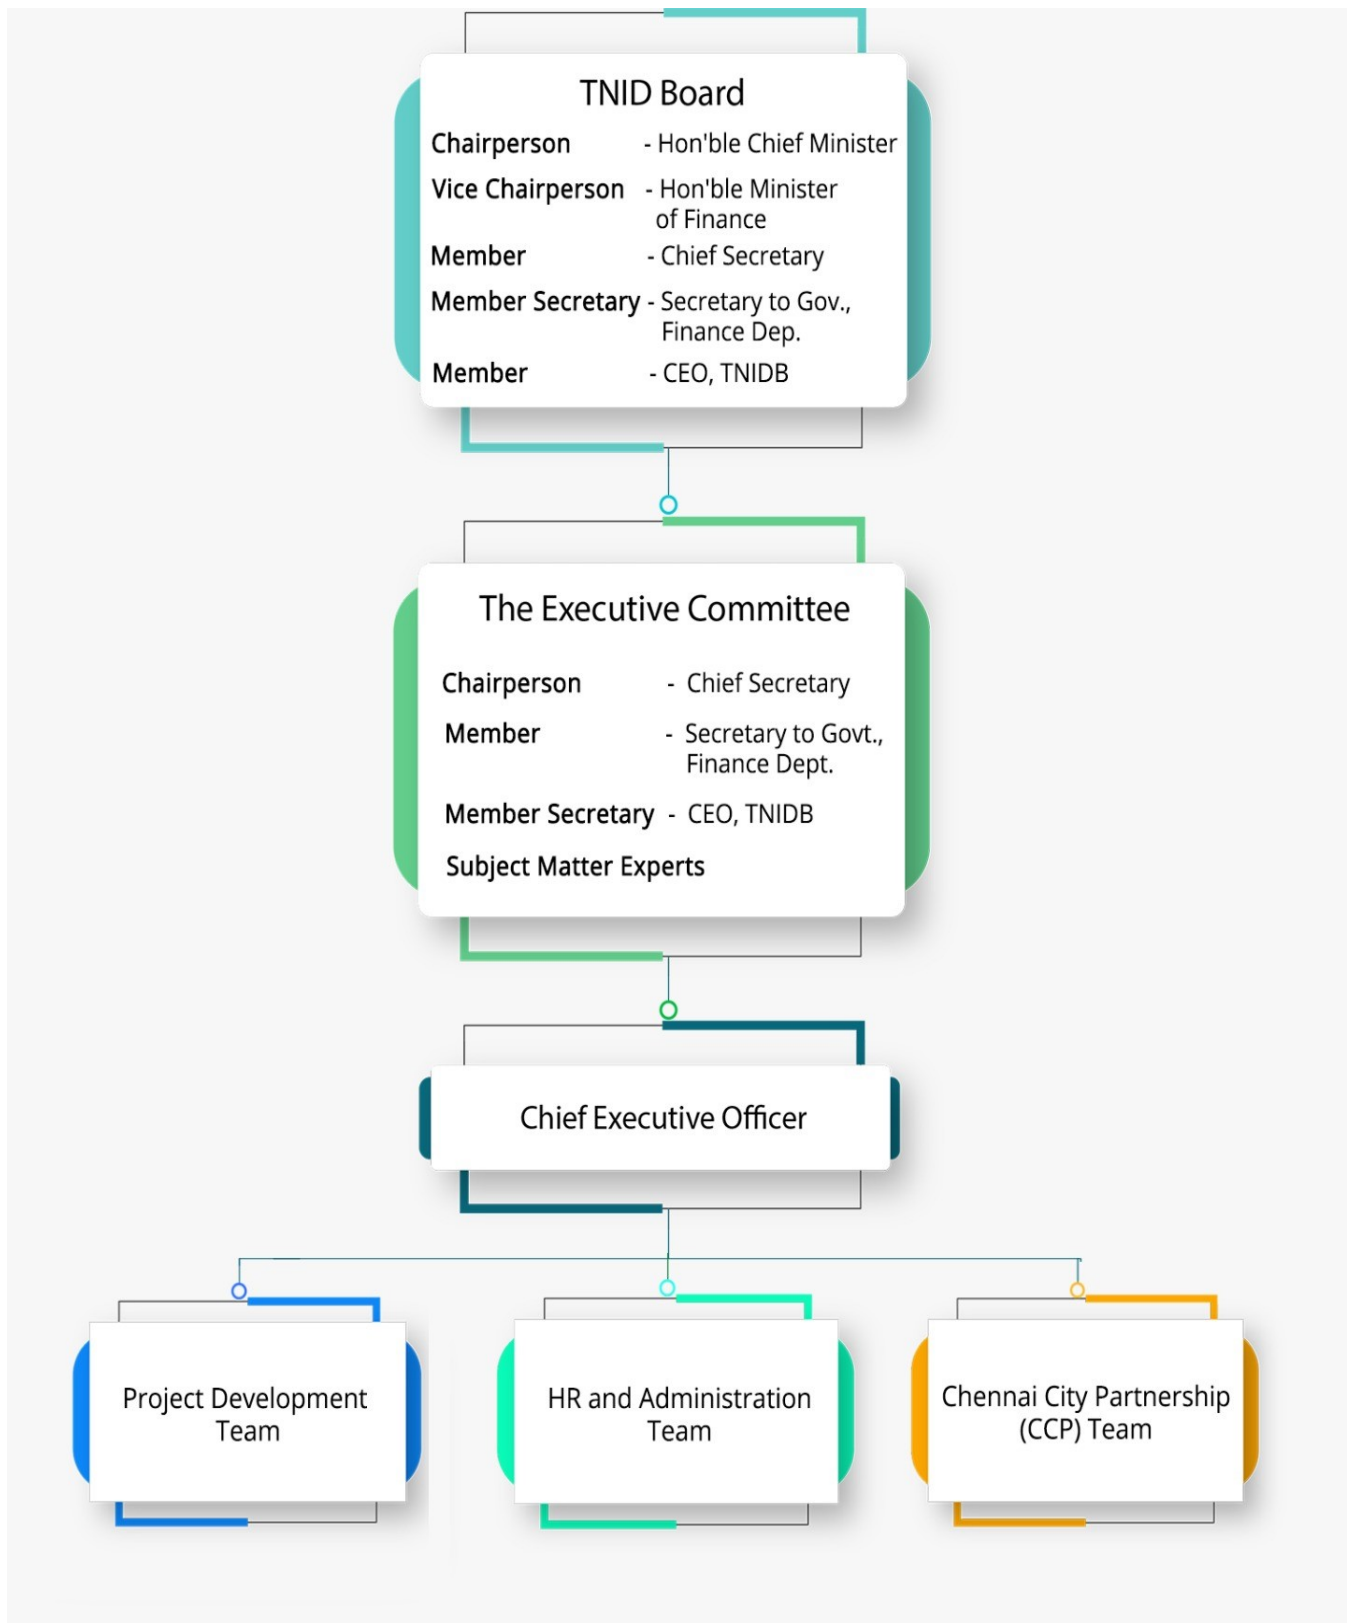 TNID Board
Chairperson - Hon'ble Chief Minister
Vice Chairperson - Hon'ble Minister
of Finance
Member - Chief Secretary
Member Secretary - Secretary to Gov.,
Finance Dep.
Member - CEO, TNIDB
The Executive Committee
Chairperson - Chief Secretary
Member - Secretary to Govt.,
Finance Dept.
Member Secretary - CEO, TNIDB
Subject Matter Experts
Chief Executive Officer
Project Development
Team
HR and Administration
Team
Chennai City Partnership
(CCP) Team